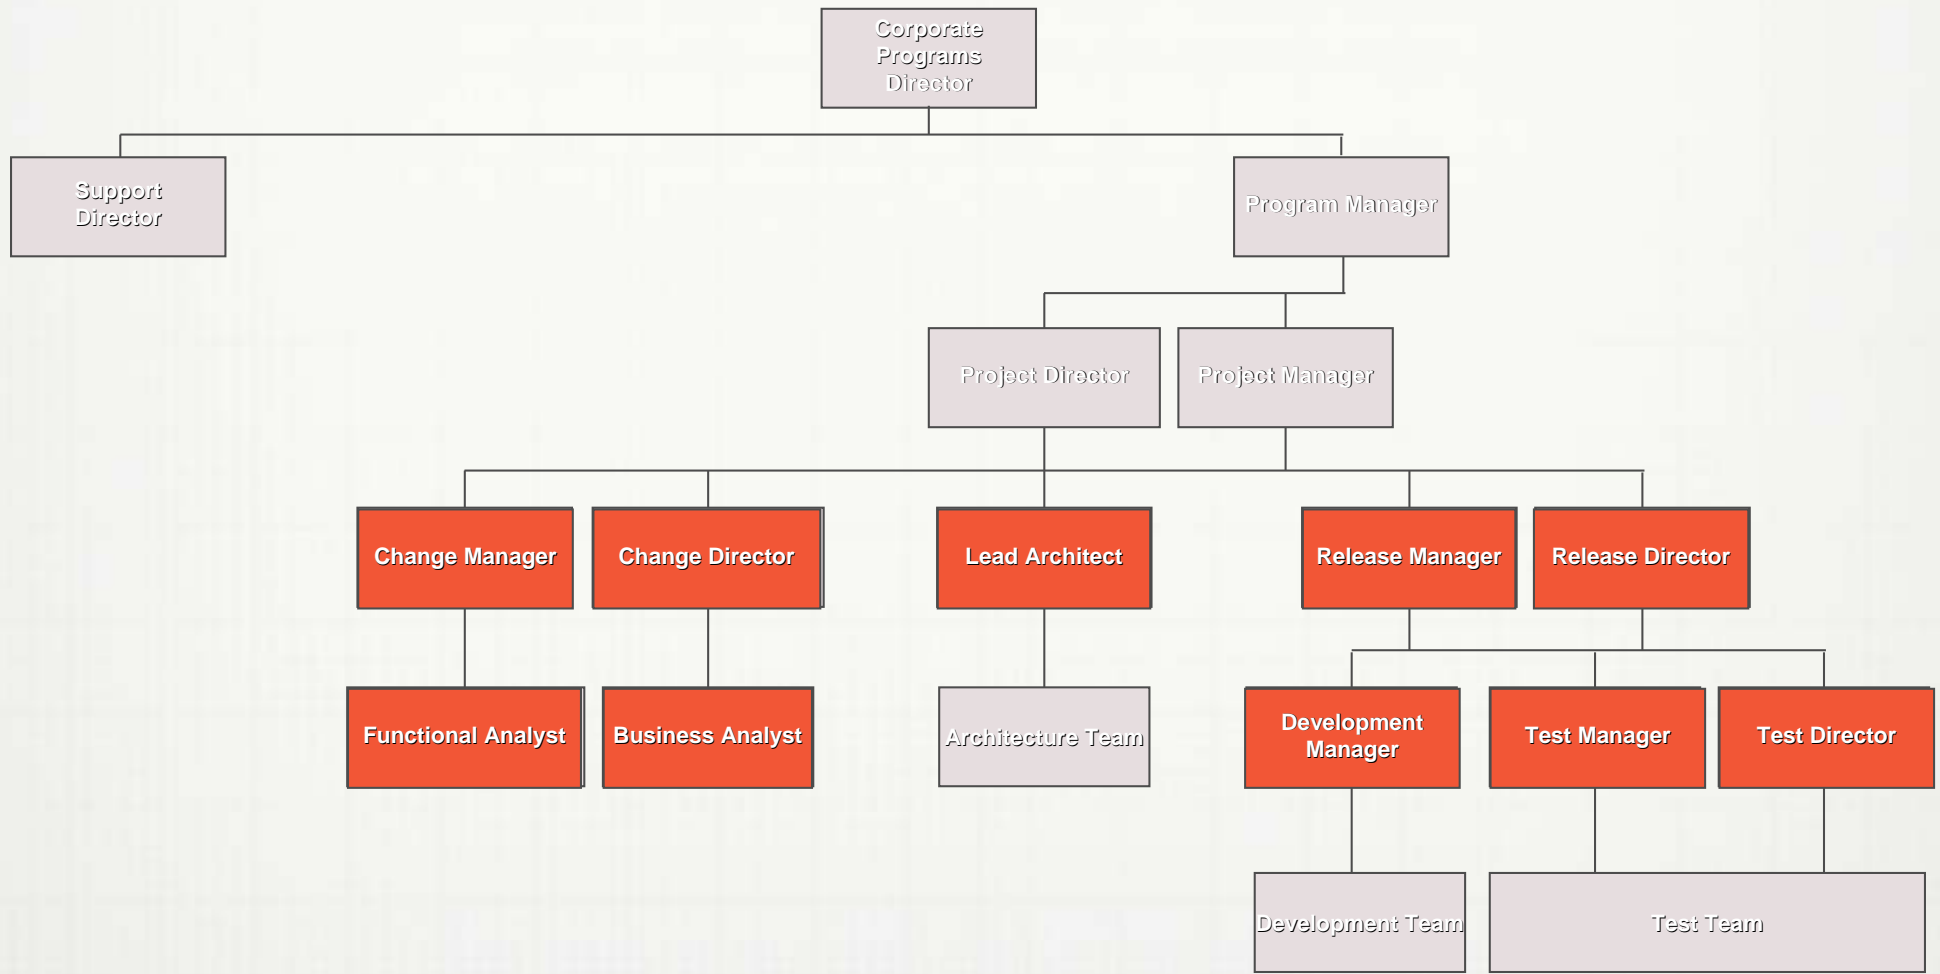 Corporate
Programs
Director
Support
Director
Program Manager
Project Director
Project Manager
Change Manager
Change Director
Lead Architect
Release Manager
Release Director
Functional Analyst
Business Analyst
Architecture Team
Development
Manager
Test Manager
Test Director
Development Team
Test Team